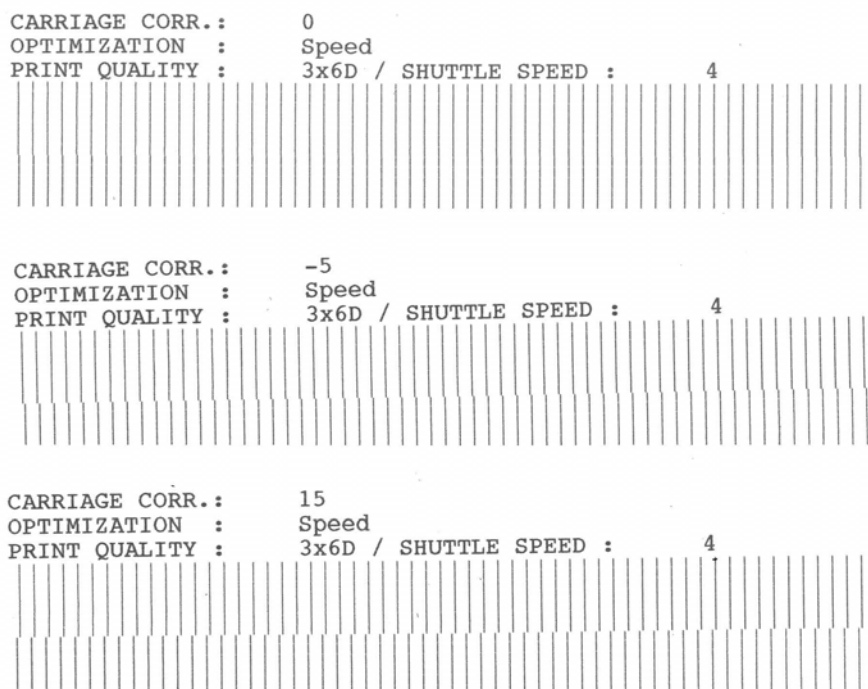 CARRIAGE CORR.: 0
OPTIMIZATION : Speed
PRINT QUALITY : 3x6D / SHUTTLE SPEED : 4
CARRIAGE CORR.: -5
OPTIMIZATION : Speed
PRINT QUALITY : 3x6D / SHUTTLE SPEED : 4
CARRIAGE CORR.: 15
OPTIMIZATION : Speed
PRINT QUALITY : 3x6D / SHUTTLE SPEED : 4